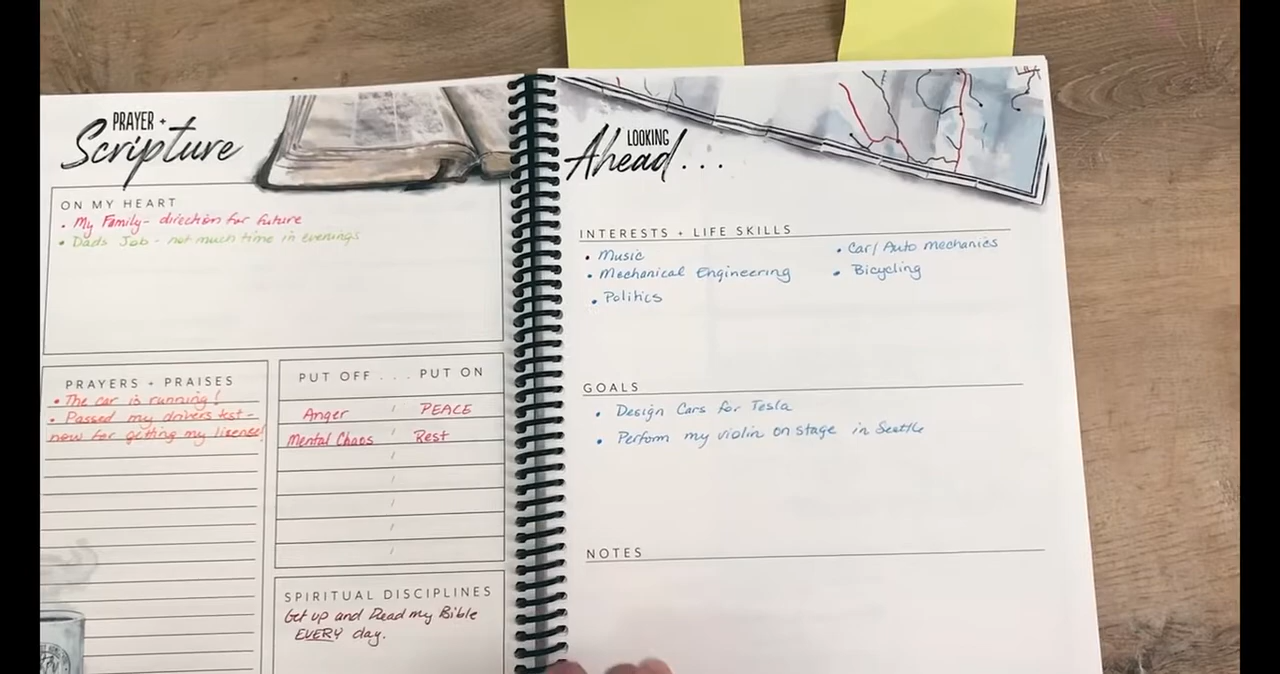 PRAYER +
Scripture
ON MY HEART
• My Family- direction for future
• Dads Job - not much time in evenings
PRAYERS + PRAISES
• The car is running!
• Passed my drivers test -
now for getting my license!
PUT OFF . . . PUT ON
Anger / PEACE
Mental Chaos / Rest
/
/
/
/
/
SPIRITUAL DISCIPLINES
Get up and Read my Bible
EVERY day.
LOOKING
Ahead...
INTERESTS + LIFE SKILLS
• Music
• Mechanical Engineering
• Politics
• Car/ Auto mechanics
• Bicycling
GOALS
• Design Cars for Tesla
• Perform my violin on stage in Seattle
NOTES